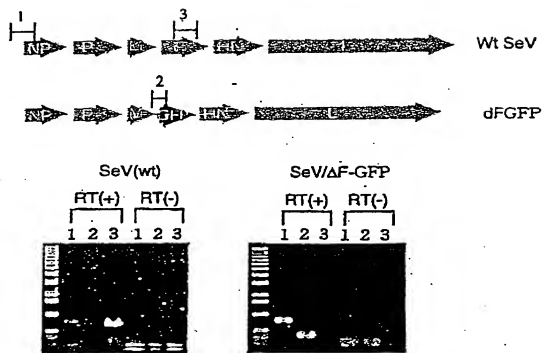 1
3
NP P M F HN L Wt SeV
2
NP P M GFP HN L dFGFP
SeV(wt)
SeV/ΔF-GFP
RT(+) RT(-)
RT(+) RT(-)
1 2 3 1 2 3
1 2 3 1 2 3